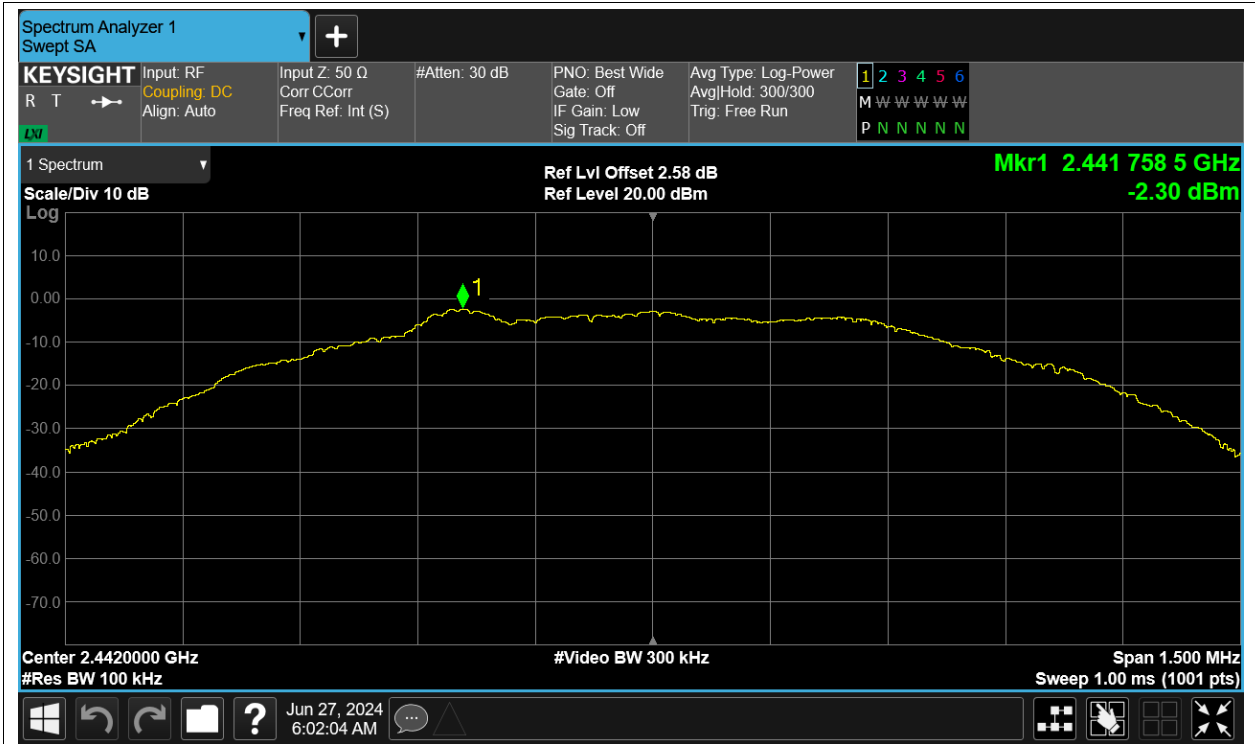 Spectrum Analyzer 1
Swept SA
KEYSIGHT
R T
LXI
Input: RF
Coupling: DC
Align: Auto
Input Z: 50 Ω
Corr CCorr
Freq Ref: Int (S)
#Atten: 30 dB
PNO: Best Wide
Gate: Off
IF Gain: Low
Sig Track: Off
Avg Type: Log-Power
Avg|Hold: 300/300
Trig: Free Run
1 2 3 4 5 6
M W W W W W
P N N N N N
1 Spectrum
Scale/Div 10 dB
Log
Ref Lvl Offset 2.58 dB
Ref Level 20.00 dBm
Mkr1 2.441 758 5 GHz
-2.30 dBm
10.0
0.00
-10.0
-20.0
-30.0
-40.0
-50.0
-60.0
-70.0
1
Center 2.4420000 GHz
#Res BW 100 kHz
#Video BW 300 kHz
Span 1.500 MHz
Sweep 1.00 ms (1001 pts)
?
Jun 27, 2024
6:02:04 AM